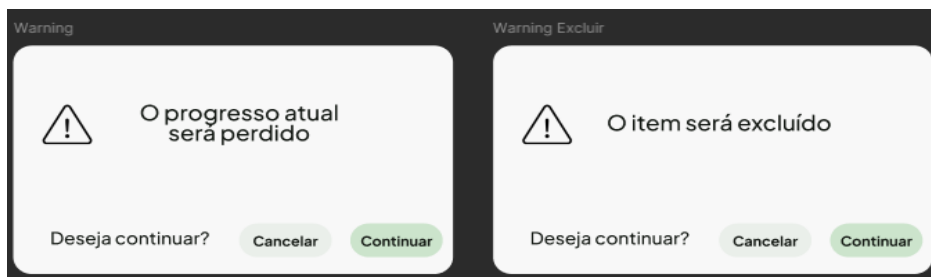 Warning
O progresso atual
será perdido
Deseja continuar?
Cancelar
Continuar
Warning Excluir
O item será excluído
Deseja continuar?
Cancelar
Continuar